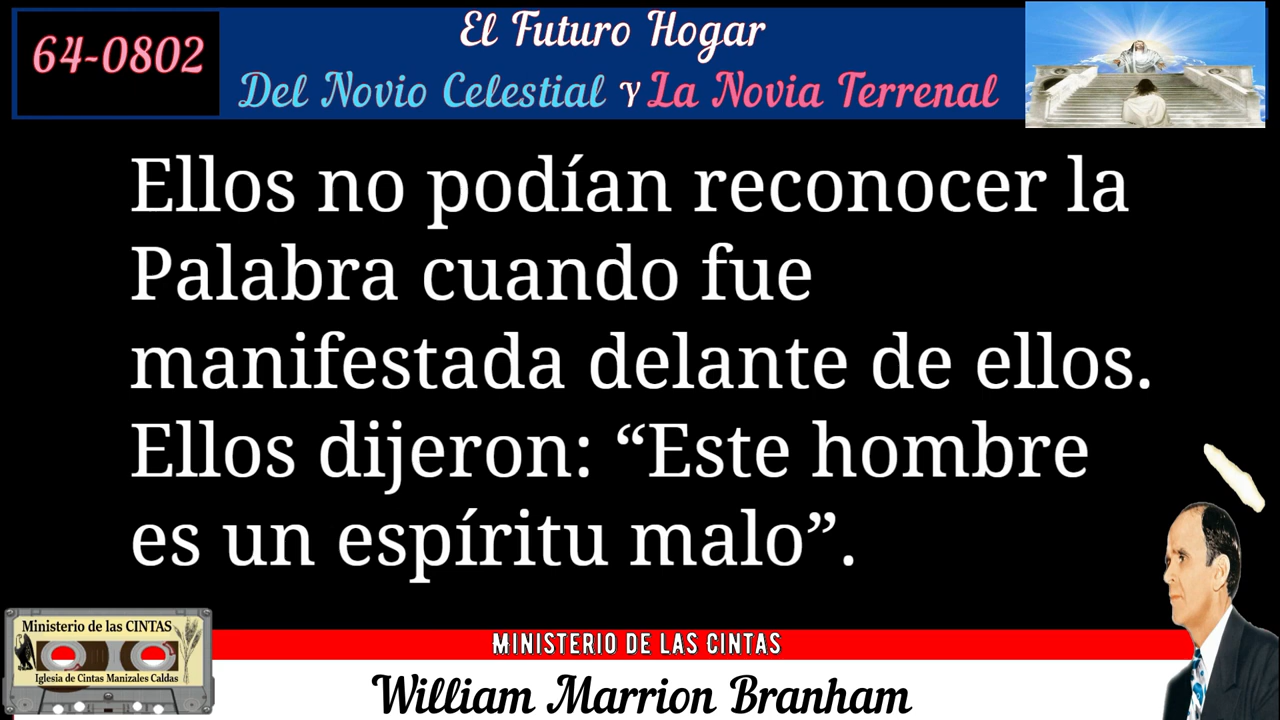 64-0802
El Futuro Hogar
Del Novio Celestial y La Novia Terrenal
Ellos no podían reconocer la
Palabra cuando fue
manifestada delante de ellos.
Ellos dijeron: “Este hombre
es un espíritu malo”.
Ministerio de las CINTAS
Iglesia de Cintas Manizales Caldas
MINISTERIO DE LAS CINTAS
William Marrion Branham